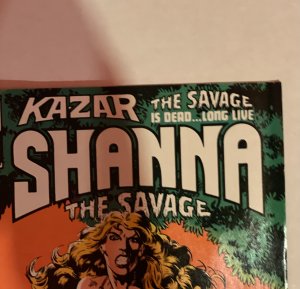 KAZAR THE SAVAGE
IS DEAD...LONG LIVE
SHANNA
THE SAVAGE